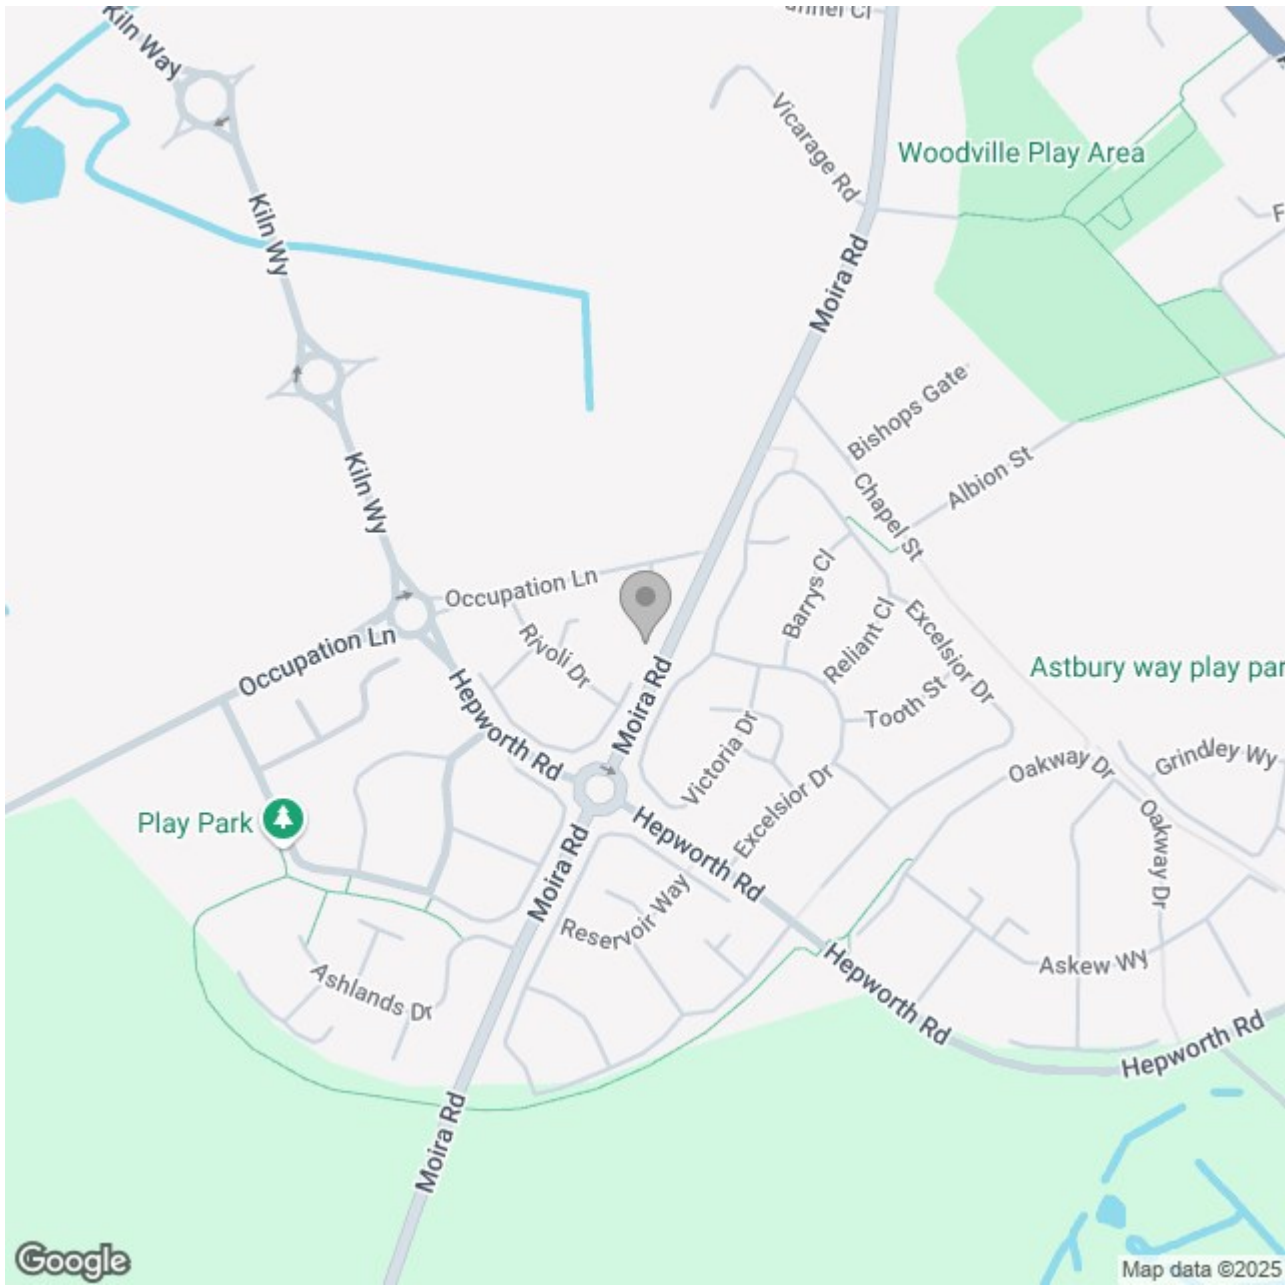 Kiln Way
Vicarage Rd
Woodville Play Area
Kiln Wy
Moira Rd
Bishops Gate
Albion St
Kiln Wy
Chapel St
Occupation Ln
Barrys Cl
Reliant Cl
Excelsior Dr
Occupation Ln
Rivoli Dr
Moira Rd
Astbury way play par
Tooth St
Hepworth Rd
Victoria Dr
Oakway Dr
Grindley Wy
Play Park
Excelsior Dr
Oakway Dr
Hepworth Rd
Moira Rd
Reservoir Way
Askew Wy
Ashlands Dr
Hepworth Rd
Hepworth Rd
Moira Rd
Google
Map data ©2025